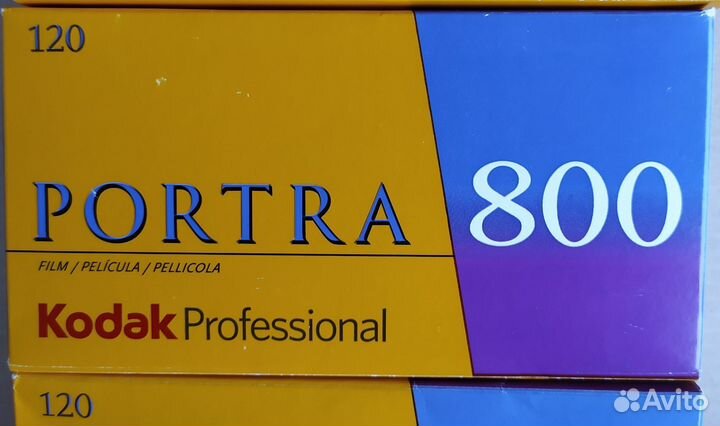 120
PORTRA 800
FILM / PELÍCULA / PELLICOLA
Kodak Professional
120
Avito